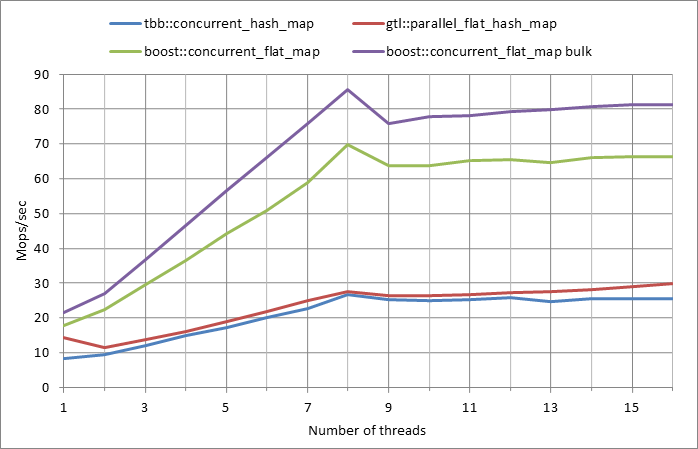 tbb::concurrent_hash_map gtl::parallel_flat_hash_map
boost::concurrent_flat_map boost::concurrent_flat_map bulk
90
80
70
60
50
40
30
20
10
0
Mops/sec
1 3 5 7 9 11 13 15
Number of threads